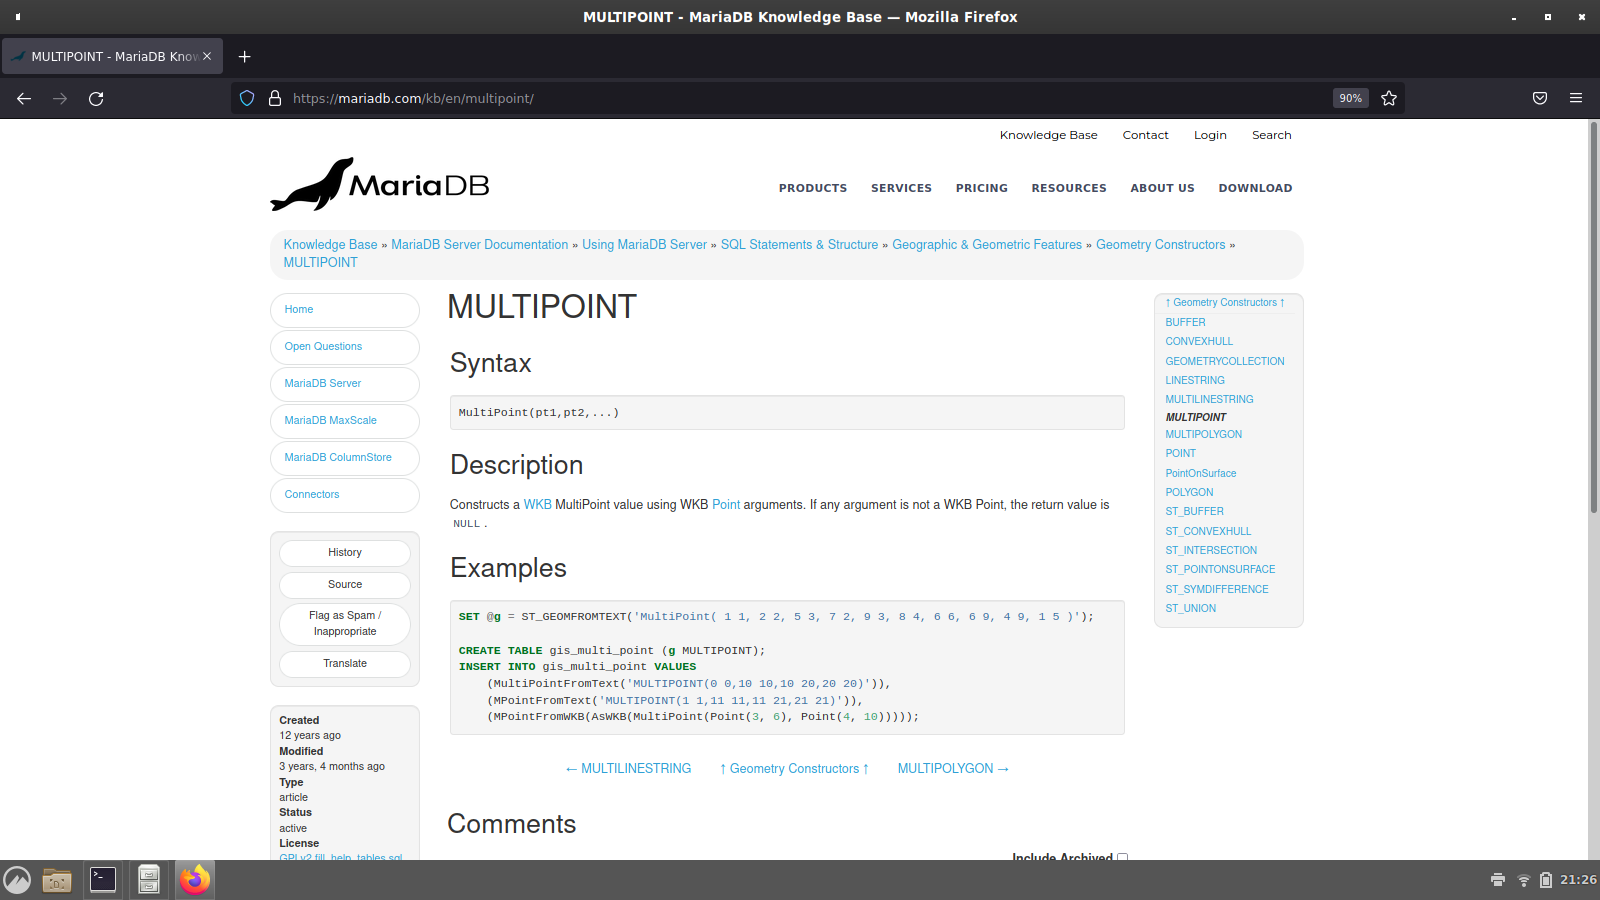 MULTIPOINT - MariaDB Knowledge Base — Mozilla Firefox
MULTIPOINT - MariaDB Know
https://mariadb.com/kb/en/multipoint/
90%
Knowledge Base Contact Login Search
MariaDB
PRODUCTS SERVICES PRICING RESOURCES ABOUT US DOWNLOAD
Knowledge Base » MariaDB Server Documentation » Using MariaDB Server » SQL Statements & Structure » Geographic & Geometric Features » Geometry Constructors »
MULTIPOINT
Home
Open Questions
MariaDB Server
MariaDB MaxScale
MariaDB ColumnStore
Connectors
History
Source
Flag as Spam /
Inappropriate
Translate
Created
12 years ago
Modified
3 years, 4 months ago
Type
article
Status
active
License
GPLv2 fill_help_tables.sql
MULTIPOINT
Syntax
MultiPoint(pt1,pt2,...)
Description
Constructs a WKB MultiPoint value using WKB Point arguments. If any argument is not a WKB Point, the return value is
NULL .
Examples
SET @g = ST_GEOMFROMTEXT('MultiPoint( 1 1, 2 2, 5 3, 7 2, 9 3, 8 4, 6 6, 6 9, 4 9, 1 5 )');
CREATE TABLE gis_multi_point (g MULTIPOINT);
INSERT INTO gis_multi_point VALUES
(MultiPointFromText('MULTIPOINT(0 0,10 10,10 20,20 20)')),
(MPointFromText('MULTIPOINT(1 1,11 11,11 21,21 21)')),
(MPointFromWKB(AsWKB(MultiPoint(Point(3, 6), Point(4, 10)))));
← MULTILINESTRING ↑ Geometry Constructors ↑ MULTIPOLYGON →
Comments
Include Archived
↑ Geometry Constructors ↑
BUFFER
CONVEXHULL
GEOMETRYCOLLECTION
LINESTRING
MULTILINESTRING
MULTIPOINT
MULTIPOLYGON
POINT
PointOnSurface
POLYGON
ST_BUFFER
ST_CONVEXHULL
ST_INTERSECTION
ST_POINTONSURFACE
ST_SYMDIFFERENCE
ST_UNION
21:26